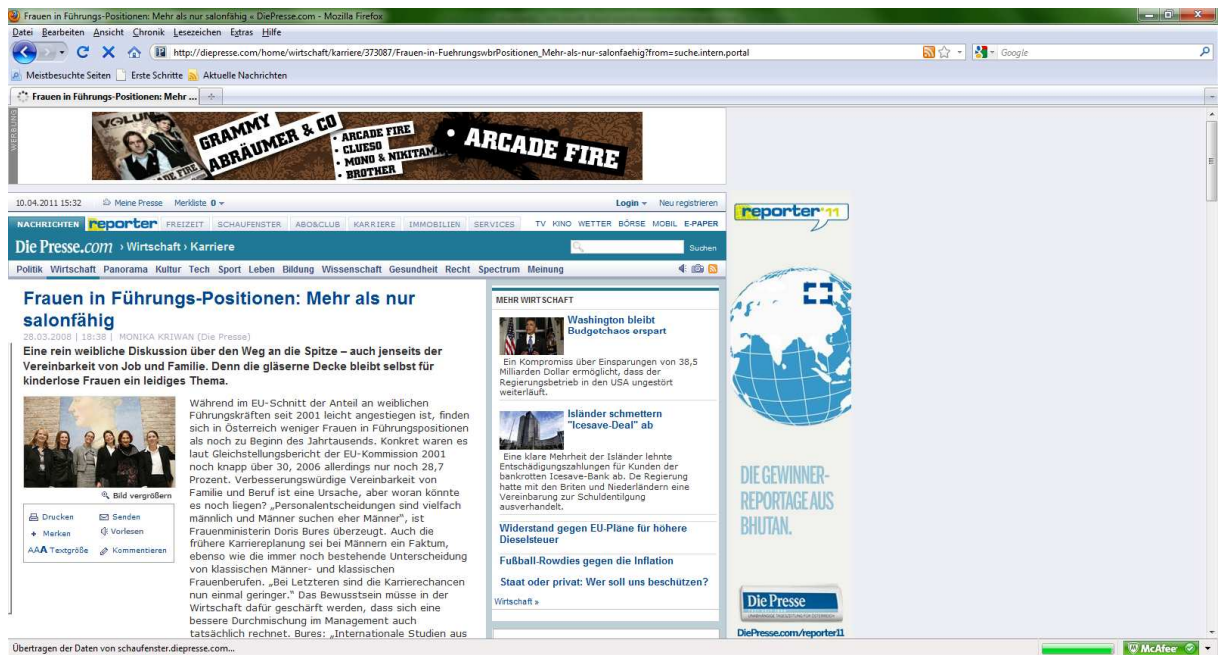 Frauen in Führungs-Positionen: Mehr als nur salonfähig « DiePresse.com - Mozilla Firefox
Datei Bearbeiten Ansicht Chronik Lesezeichen Extras Hilfe
http://diepresse.com/home/wirtschaft/karriere/373087/Frauen-in-FuehrungswbrPositionen_Mehr-als-nur-salonfaehig?from=suche.intern.portal
Google
Meistbesuchte Seiten Erste Schritte Aktuelle Nachrichten
Frauen in Führungs-Positionen: Mehr ...
WERBUNG
VOLUME
GRAMMY
ABRÄUMER & CO
• ARCADE FIRE
• CLUESO
• MONO & NIKITAMAN
• BROTHER
• ARCADE FIRE
10.04.2011 15:32 Meine Presse Merkliste 0 Login Neu registrieren
NACHRICHTEN reporter FREIZEIT SCHAUFENSTER ABO&CLUB KARRIERE IMMOBILIEN SERVICES TV KINO WETTER BÖRSE MOBIL E-PAPER
Die Presse.com › Wirtschaft › Karriere Suchen
Politik Wirtschaft Panorama Kultur Tech Sport Leben Bildung Wissenschaft Gesundheit Recht Spectrum Meinung
Frauen in Führungs-Positionen: Mehr als nur
salonfähig
28.03.2008 | 18:38 | MONIKA KRIWAN (Die Presse)
Eine rein weibliche Diskussion über den Weg an die Spitze – auch jenseits der
Vereinbarkeit von Job und Familie. Denn die gläserne Decke bleibt selbst für
kinderlose Frauen ein leidiges Thema.
Bild vergrößern
Drucken Senden
Merken Vorlesen
AAA Textgröße Kommentieren
Während im EU-Schnitt der Anteil an weiblichen
Führungskräften seit 2001 leicht angestiegen ist, finden
sich in Österreich weniger Frauen in Führungspositionen
als noch zu Beginn des Jahrtausends. Konkret waren es
laut Gleichstellungsbericht der EU-Kommission 2001
noch knapp über 30, 2006 allerdings nur noch 28,7
Prozent. Verbesserungswürdige Vereinbarkeit von
Familie und Beruf ist eine Ursache, aber woran könnte
es noch liegen? „Personalentscheidungen sind vielfach
männlich und Männer suchen eher Männer", ist
Frauenministerin Doris Bures überzeugt. Auch die
frühere Karriereplanung sei bei Männern ein Faktum,
ebenso wie die immer noch bestehende Unterscheidung
von klassischen Männer- und klassischen
Frauenberufen. „Bei Letzteren sind die Karrierechancen
nun einmal geringer." Das Bewusstsein müsse in der
Wirtschaft dafür geschärft werden, dass sich eine
bessere Durchmischung im Management auch
tatsächlich rechnet. Bures: „Internationale Studien aus
MEHR WIRTSCHAFT
Washington bleibt
Budgetchaos erspart
Ein Kompromiss über Einsparungen von 38,5
Milliarden Dollar ermöglicht, dass der
Regierungsbetrieb in den USA ungestört
weiterläuft.
Isländer schmettern
"Icesave-Deal" ab
Eine klare Mehrheit der Isländer lehnte
Entschädigungszahlungen für Kunden der
bankrotten Icesave-Bank ab. De Regierung
hatte mit den Briten und Niederländern eine
Vereinbarung zur Schuldentilgung
ausverhandelt.
Widerstand gegen EU-Pläne für höhere
Dieselsteuer
Fußball-Rowdies gegen die Inflation
Staat oder privat: Wer soll uns beschützen?
Wirtschaft »
reporter'11
DIE GEWINNER-
REPORTAGE AUS
BHUTAN.
Die Presse
DiePresse.com/reporter11
Übertragen der Daten von schaufenster.diepresse.com...
McAfee